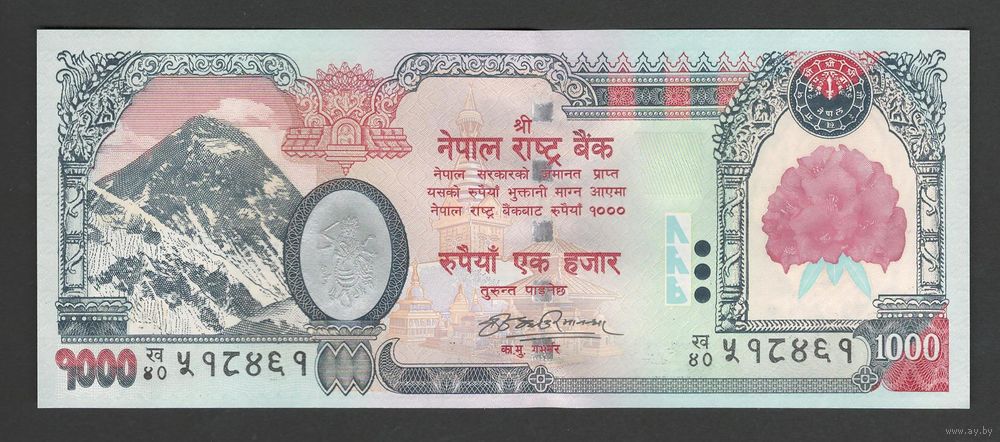 श्री
नेपाल राष्ट्र बैंक
नेपाल सरकारको जमानत प्राप्त
यसको रुपैयाँ भुक्तानी माग्न आएमा
नेपाल राष्ट्र बैंकबाट रुपैयाँ १०००
रुपैयाँ एक हजार
तुरुन्त पाइनेछ
का.मु. गभर्नर
१००० ख ४० ५१८४६१
ख ४० ५१८४६१ 1000
नेपाल
www.ay.by